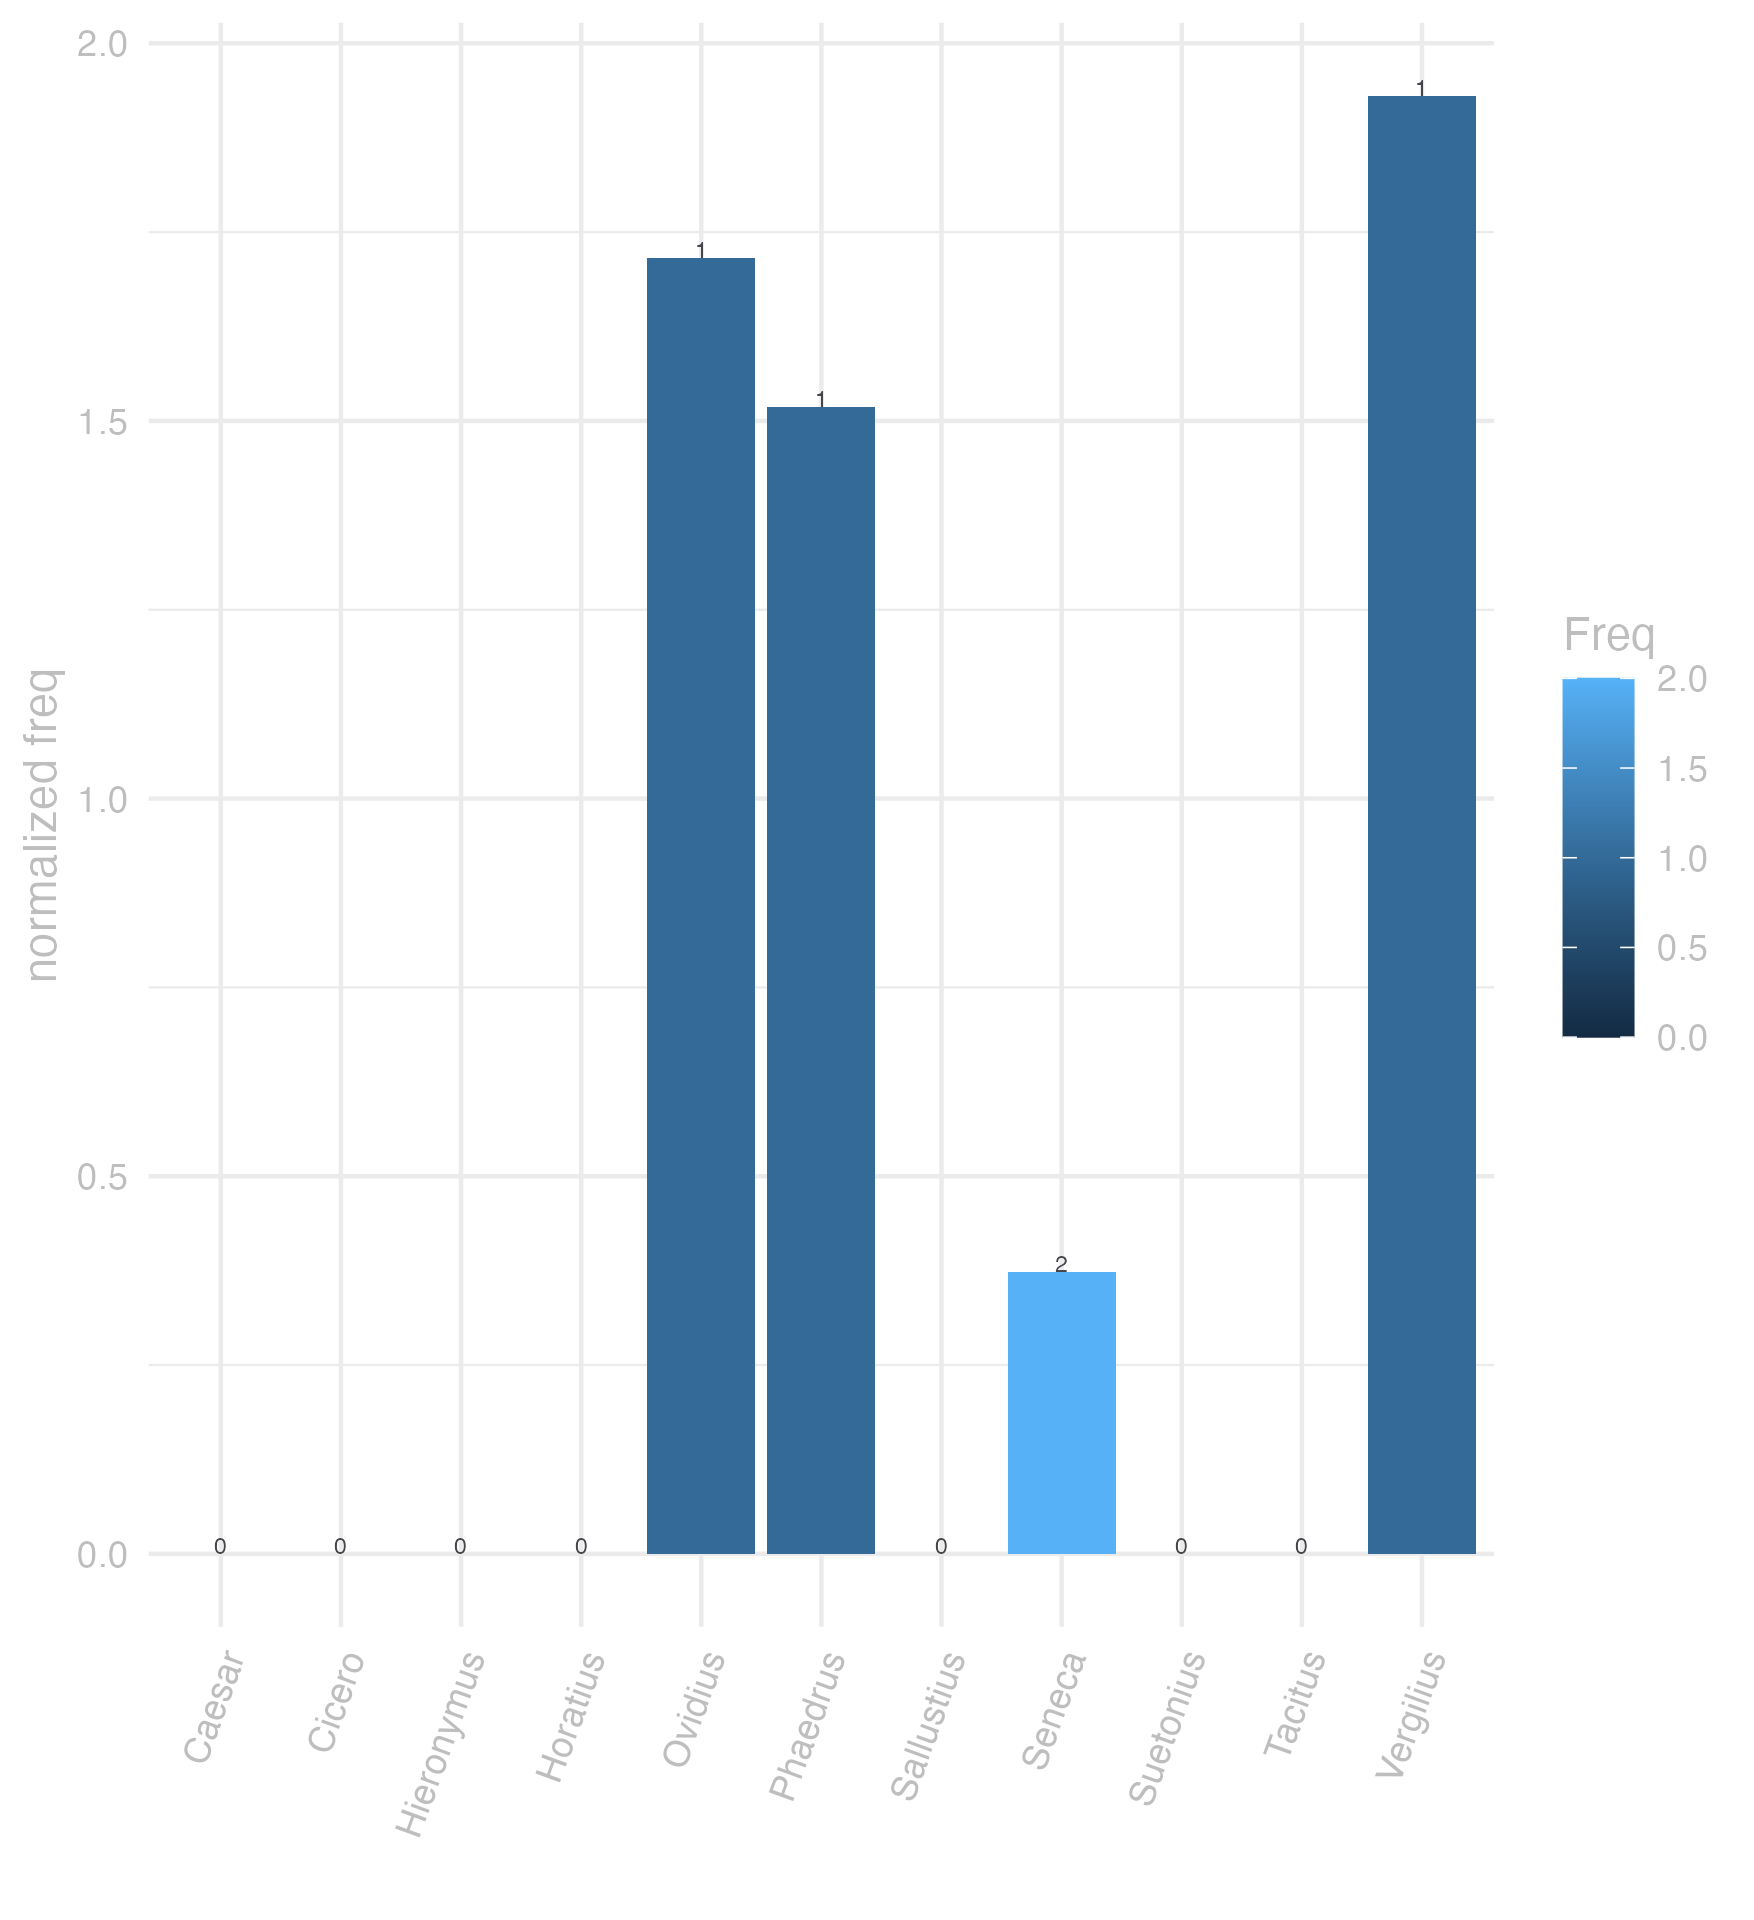 2.0
1.5
1.0
0.5
0.0
normalized freq
0 0 0 0 1 1 0 2 0 0 1
Caesar Cicero Hieronymus Horatius Ovidius Phaedrus Sallustius Seneca Suetonius Tacitus Vergilius
Freq
2.0
1.5
1.0
0.5
0.0